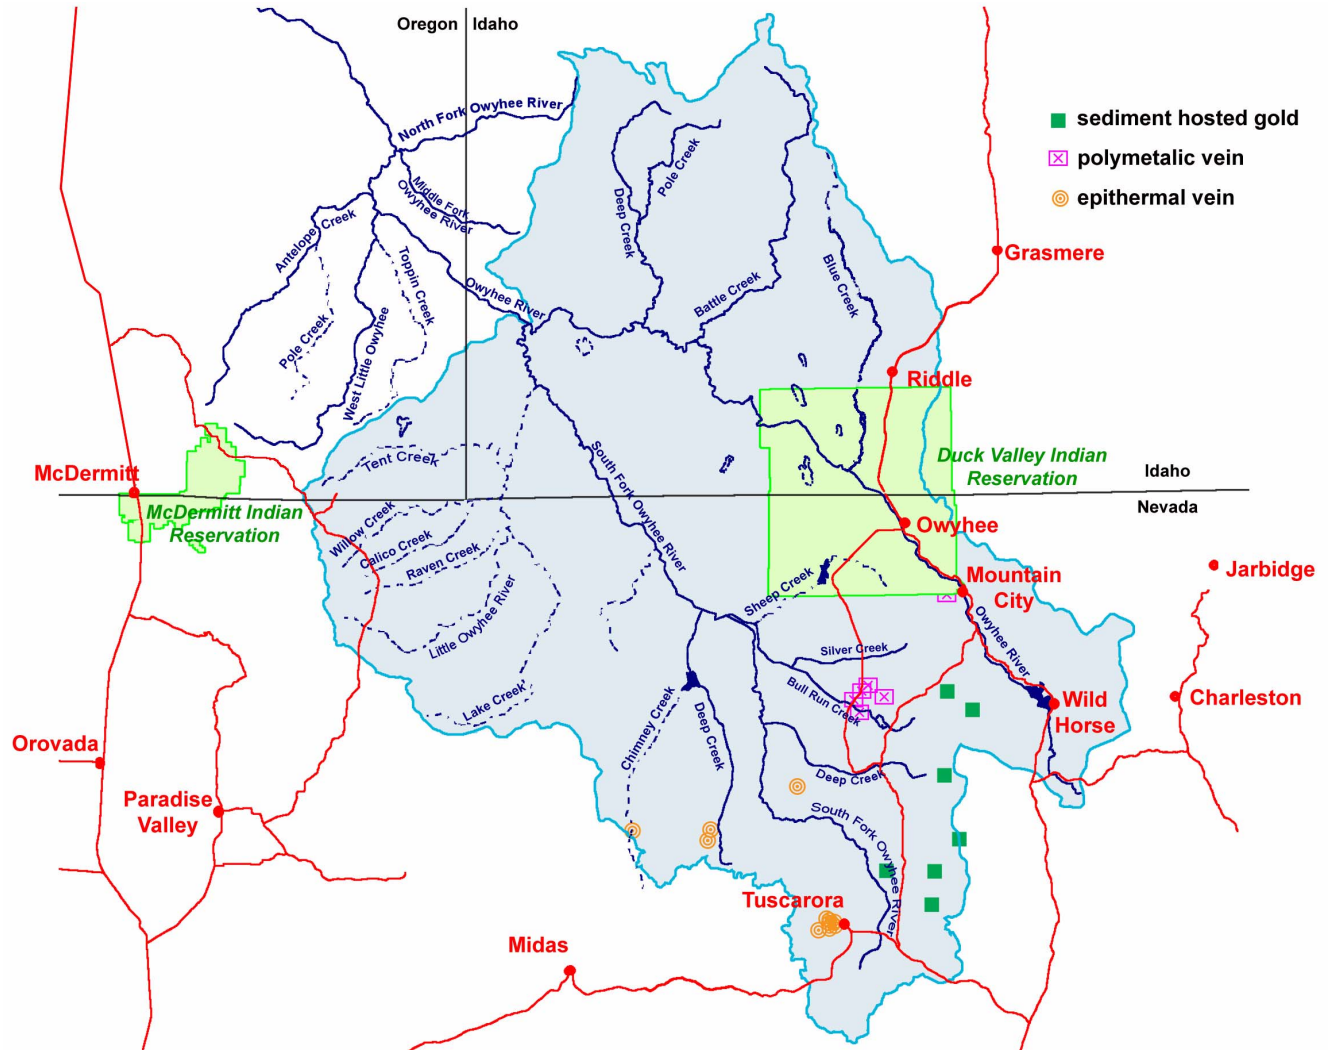 Oregon Idaho
North Fork Owyhee River
sediment hosted gold
polymetalic vein
epithermal vein
Middle Fork
Owyhee River
Pole Creek
Deep Creek
Antelope Creek
Toppin Creek
Grasmere
Owyhee River
Battle Creek
Blue Creek
Pole Creek
West Little Owyhee
Riddle
Tent Creek
South Fork Owyhee River
Duck Valley Indian
Reservation
Idaho
Nevada
McDermitt
McDermitt Indian
Reservation
Willow Creek
Calico Creek
Raven Creek
Little Owyhee River
Lake Creek
Owyhee
Mountain
City
Jarbidge
Sheep Creek
Owyhee River
Silver Creek
Bull Run Creek
Wild
Horse
Charleston
Chimney Creek
Deep Creek
Deep Creek
South Fork Owyhee River
Orovada
Paradise
Valley
Tuscarora
Midas